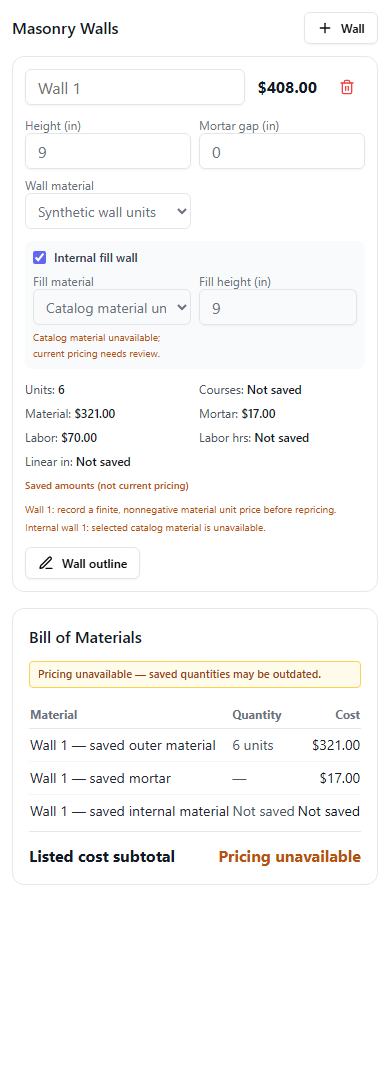 Masonry Walls
Wall
Wall 1
$408.00
Height (in)
Mortar gap (in)
9
0
Wall material
Synthetic wall units
Internal fill wall
Fill material
Fill height (in)
Catalog material un
9
Catalog material unavailable;
current pricing needs review.
Units: 6
Courses: Not saved
Material: $321.00
Mortar: $17.00
Labor: $70.00
Labor hrs: Not saved
Linear in: Not saved
Saved amounts (not current pricing)
Wall 1: record a finite, nonnegative material unit price before repricing.
Internal wall 1: selected catalog material is unavailable.
Wall outline
Bill of Materials
Pricing unavailable — saved quantities may be outdated.
Material Quantity Cost
Wall 1 — saved outer material 6 units $321.00
Wall 1 — saved mortar — $17.00
Wall 1 — saved internal material Not saved Not saved
Listed cost subtotal Pricing unavailable